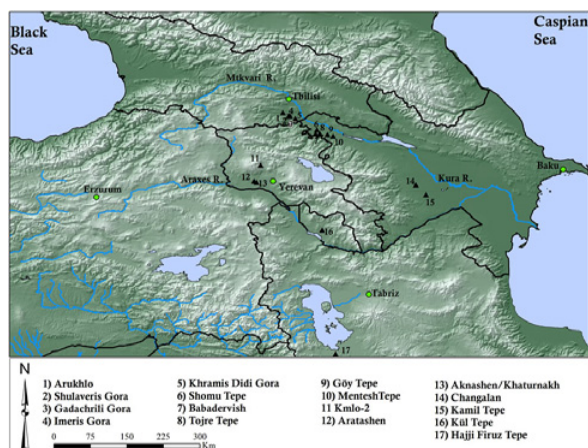 Black
Sea
Caspian
Sea
Mtkvari R.
Tbilisi
4
8
9
10
11
12
13
Yerevan
Araxes R.
Erzurum
Kura R.
Baku
14
15
16
Tabriz
17
N
1) Arukhlo
2) Shulaveris Gora
3) Gadachrili Gora
4) Imeris Gora
5) Khramis Didi Gora
6) Shomu Tepe
7) Babadervish
8) Tojre Tepe
9) Göy Tepe
10) MenteshTepe
11 Kmlo-2
12) Aratashen
13) Aknashen/Khaturnakh
14) Changalan
15) Kamil Tepe
16) Kül Tepe
17) Hajji Firuz Tepe
0 75 150 225 300
Km